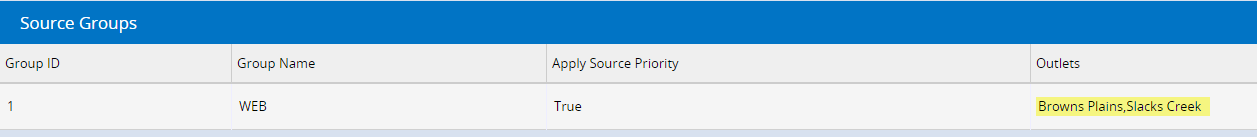 Source Groups
Group ID Group Name Apply Source Priority Outlets
1 WEB True Browns Plains,Slacks Creek